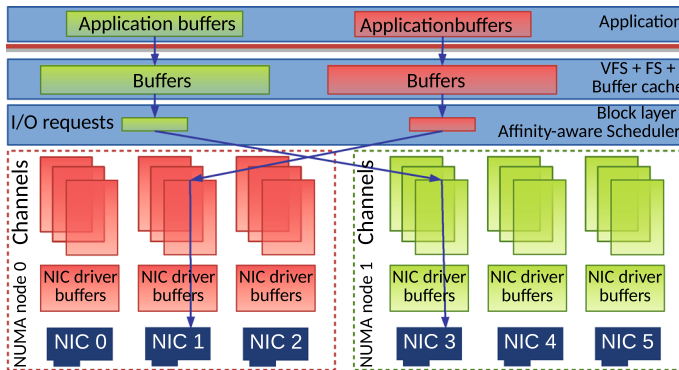 Application buffers
Applicationbuffers
Application
Buffers
Buffers
VFS + FS +
Buffer cache
I/O requests
Block layer
Affinity-aware Scheduler
Channels
Channels
NUMA node 0
NIC driver
buffers
NIC driver
buffers
NIC driver
buffers
NUMA node 1
NIC driver
buffers
NIC driver
buffers
NIC driver
buffers
NIC 0
NIC 1
NIC 2
NIC 3
NIC 4
NIC 5